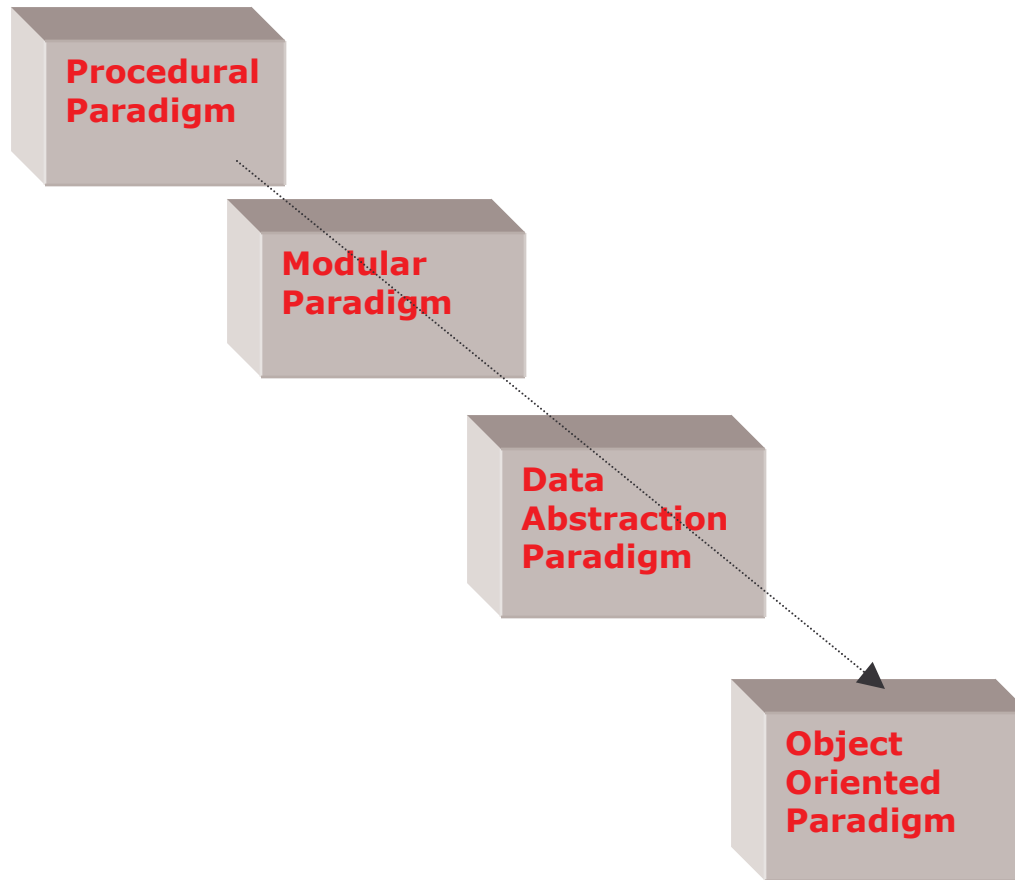 Procedural
Paradigm
Modular
Paradigm
Data
Abstraction
Paradigm
Object
Oriented
Paradigm